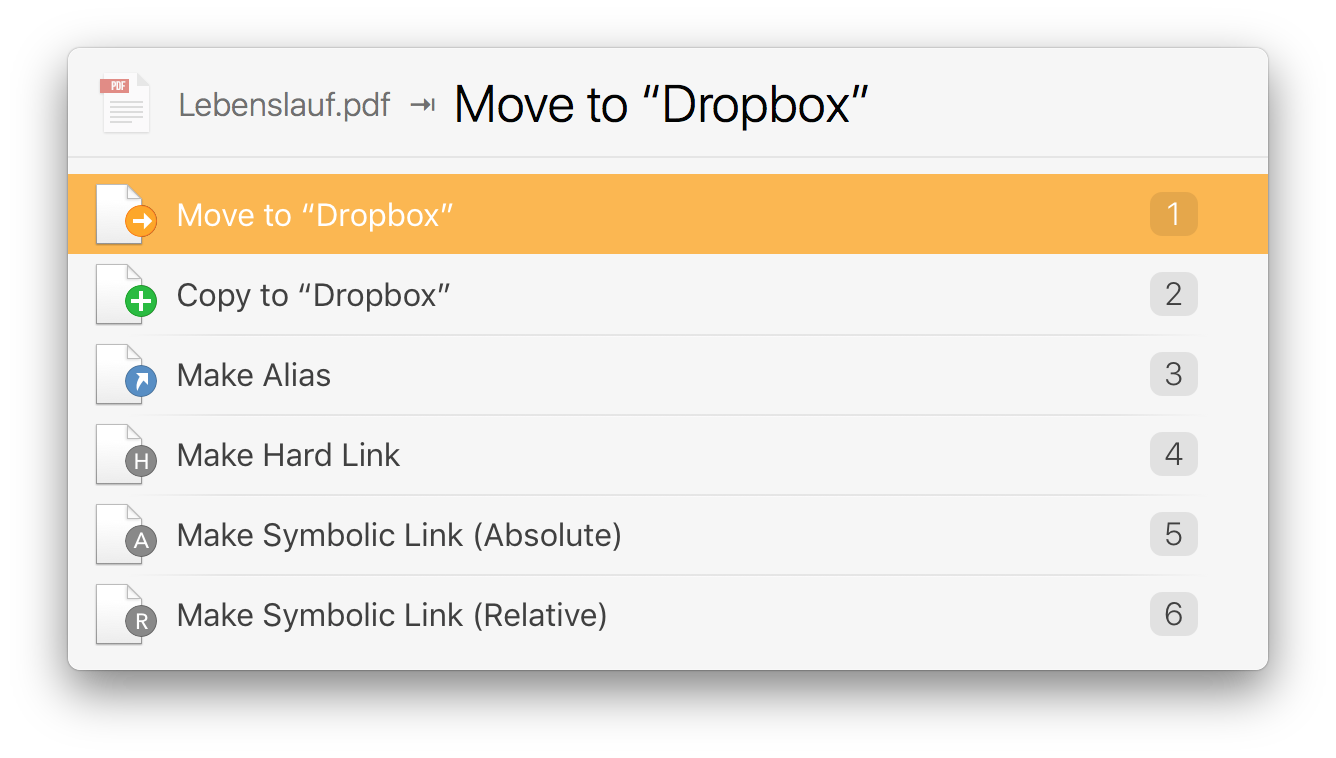 PDF
Lebenslauf.pdf ⇥ Move to “Dropbox”
Move to “Dropbox” 1
Copy to “Dropbox” 2
Make Alias 3
H Make Hard Link 4
A Make Symbolic Link (Absolute) 5
R Make Symbolic Link (Relative) 6